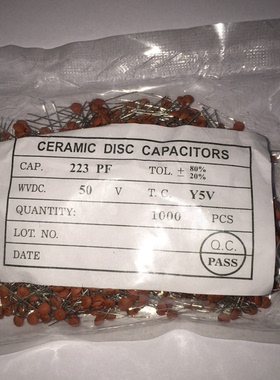 CERAMIC DISC CAPACITORS
CAP. 223 PF TOL. ± 80% 20%
WVDC. 50 V T.C. Y5V
QUANTITY: 1000 PCS
LOT. NO. Q.C.
DATE PASS